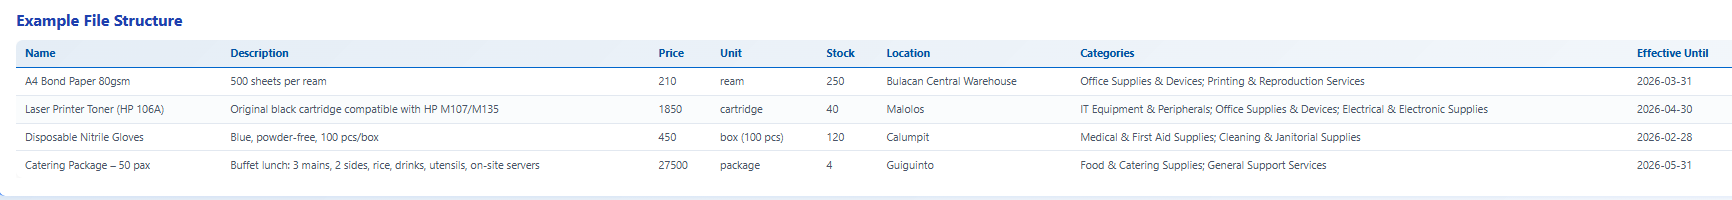 Example File Structure
Name Description Price Unit Stock Location Categories Effective Until
A4 Bond Paper 80gsm 500 sheets per ream 210 ream 250 Bulacan Central Warehouse Office Supplies & Devices; Printing & Reproduction Services 2026-03-31
Laser Printer Toner (HP 106A) Original black cartridge compatible with HP M107/M135 1850 cartridge 40 Malolos IT Equipment & Peripherals; Office Supplies & Devices; Electrical & Electronic Supplies 2026-04-30
Disposable Nitrile Gloves Blue, powder-free, 100 pcs/box 450 box (100 pcs) 120 Calumpit Medical & First Aid Supplies; Cleaning & Janitorial Supplies 2026-02-28
Catering Package – 50 pax Buffet lunch: 3 mains, 2 sides, rice, drinks, utensils, on-site servers 27500 package 4 Guiguinto Food & Catering Supplies; General Support Services 2026-05-31